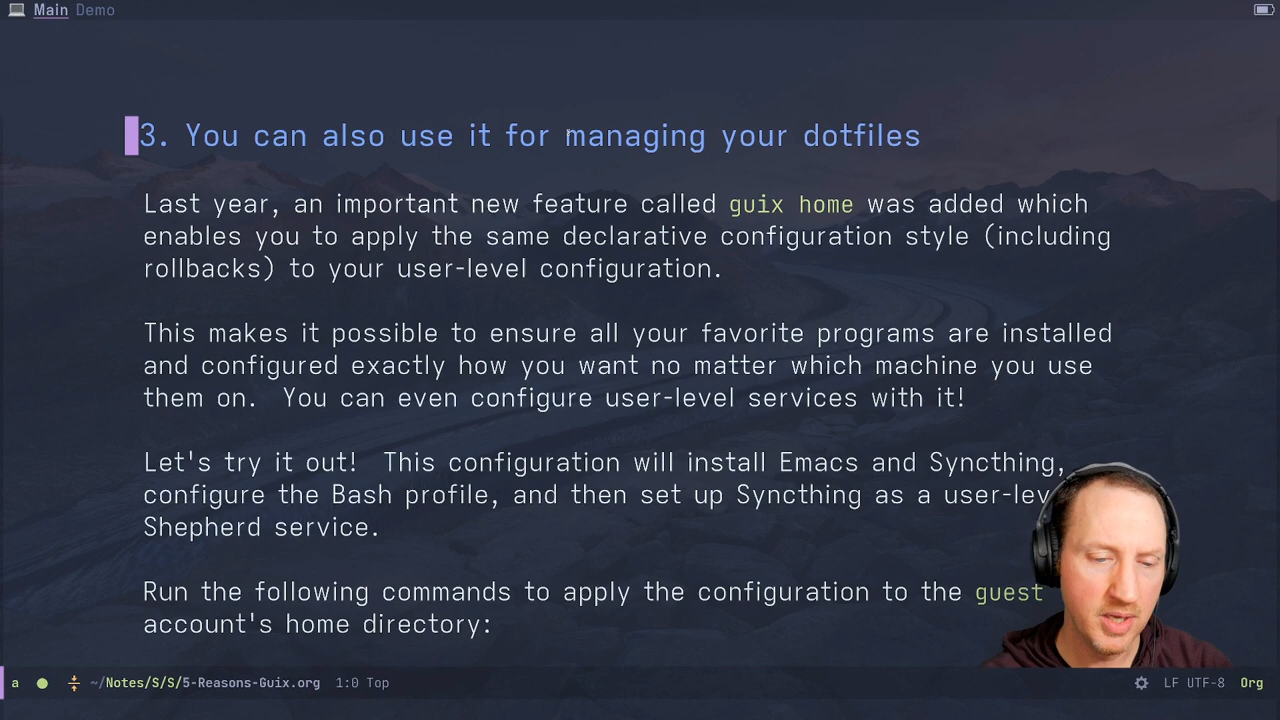 Main Demo
3. You can also use it for managing your dotfiles
Last year, an important new feature called guix home was added which
enables you to apply the same declarative configuration style (including
rollbacks) to your user-level configuration.
This makes it possible to ensure all your favorite programs are installed
and configured exactly how you want no matter which machine you use
them on.  You can even configure user-level services with it!
Let's try it out!  This configuration will install Emacs and Syncthing,
configure the Bash profile, and then set up Syncthing as a user-lev
Shepherd service.
Run the following commands to apply the configuration to the guest
account's home directory:
a ~/Notes/S/S/5-Reasons-Guix.org 1:0 Top LF UTF-8 Org